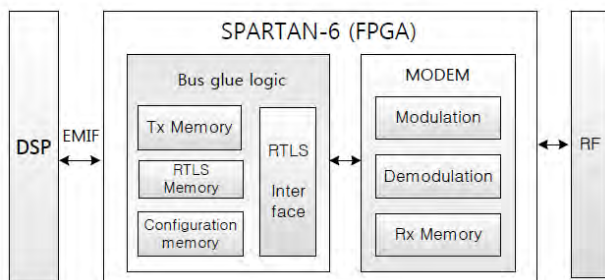 SPARTAN-6 (FPGA)
DSP
EMIF
Bus glue logic
Tx Memory
RTLS
Memory
Configuration
memory
RTLS
Inter
face
MODEM
Modulation
Demodulation
Rx Memory
RF